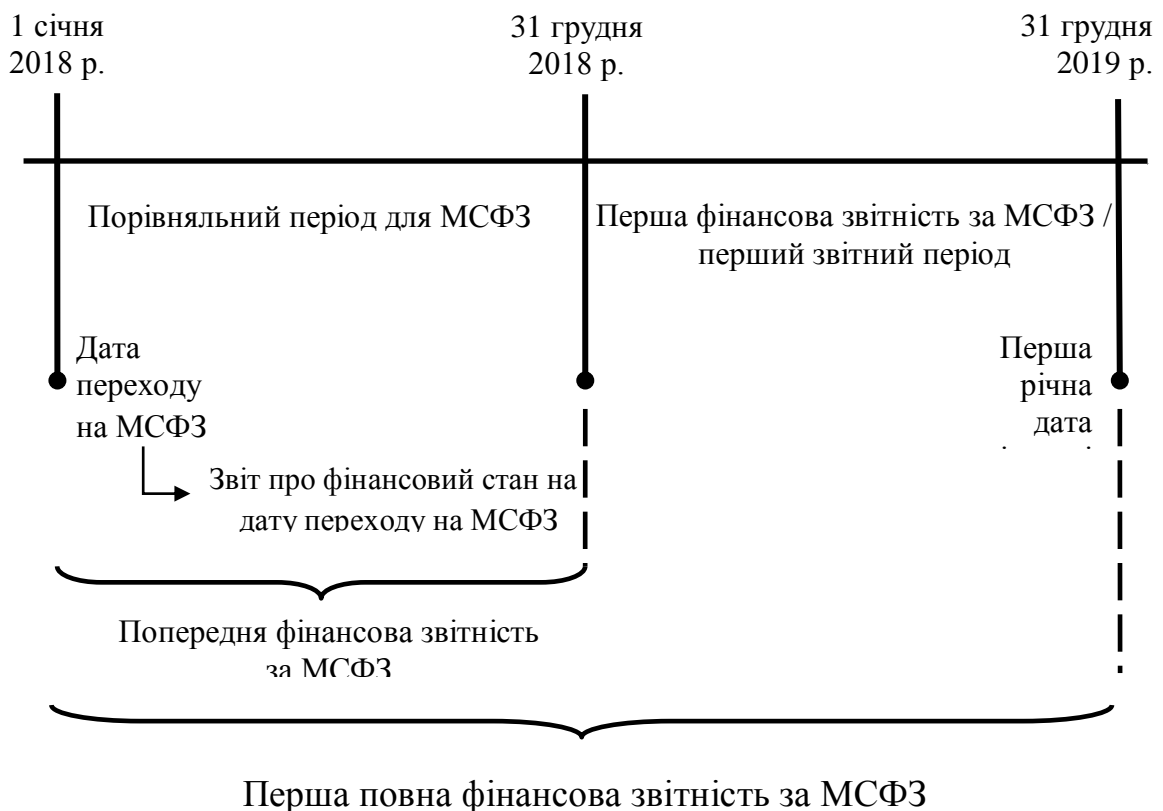 1 січня
2018 р.
31 грудня
2018 р.
31 грудня
2019 р.
Порівняльний період для МСФЗ
Перша фінансова звітність за МСФЗ /
перший звітний період
Дата
переходу
на МСФЗ
Перша
річна
дата
Звіт про фінансовий стан на
дату переходу на МСФЗ
Попередня фінансова звітність
за МСФЗ
Перша повна фінансова звітність за МСФЗ